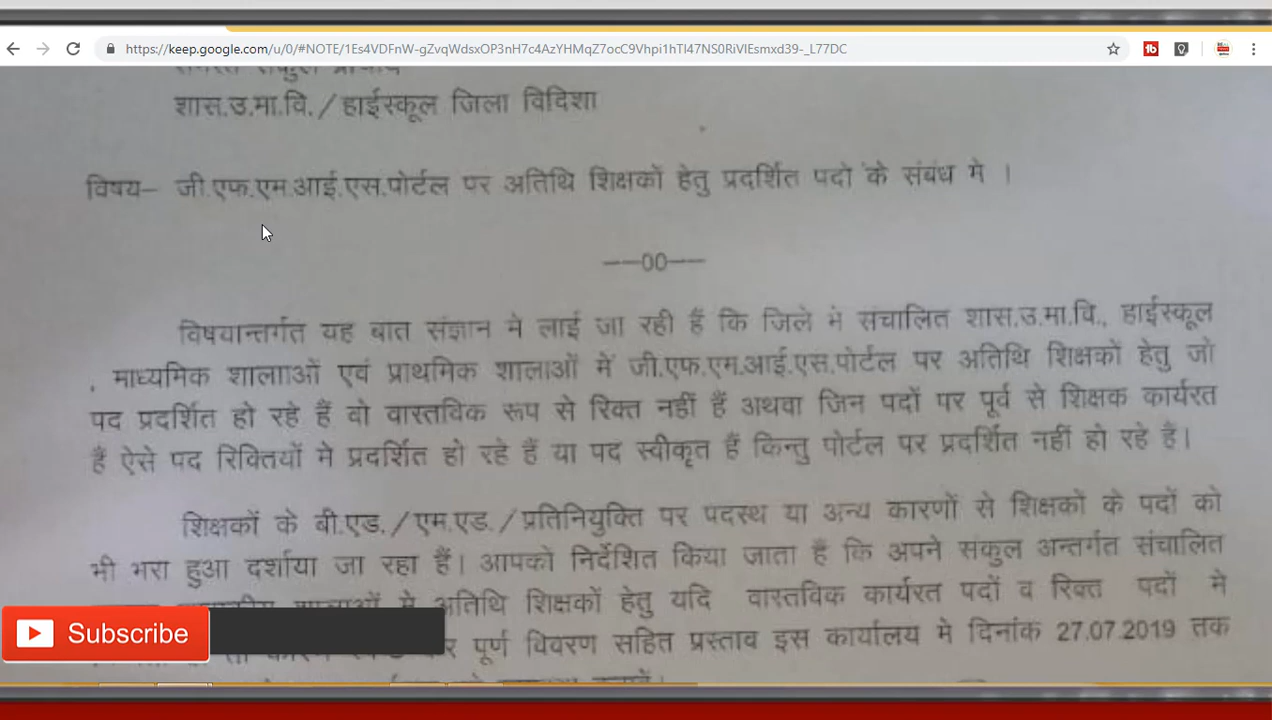 https://keep.google.com/u/0/#NOTE/1Es4VDFnW-gZvqWdsxOP3nH7c4AzYHMqZ7ocC9Vhpi1hTl47NS0RiVlEsmxd39-_L77DC
शास.उ.मा.वि./हाईस्कूल जिला विदिशा
विषय– जी.एफ.एम.आई.एस.पोर्टल पर अतिथि शिक्षकों हेतु प्रदर्शित पदो के संबंध मे ।
––00––
विषयान्तर्गत यह बात संज्ञान मे लाई जा रही हैं कि जिले मे संचालित शास.उ.मा.वि., हाईस्कूल
, माध्यमिक शालााओं एवं प्राथमिक शालाओं में जी.एफ.एम.आई.एस.पोर्टल पर अतिथि शिक्षकों हेतु जो
पद प्रदर्शित हो रहे हैं वो वास्तविक रूप से रिक्त नहीं हैं अथवा जिन पदों पर पूर्व से शिक्षक कार्यरत
हैं ऐसे पद रिक्तियों मे प्रदर्शित हो रहे हैं या पद स्वीकृत हैं किन्तु पोर्टल पर प्रदर्शित नहीं हो रहे है।
शिक्षकों के बी.एड./एम.एड./प्रतिनियुक्ति पर पदस्थ या अन्य कारणों से शिक्षकों के पदों को
भी भरा हुआ दर्शाया जा रहा हैं। आपको निर्देशित किया जाता हैं कि अपने संकुल अन्तर्गत संचालित
शालाओं मे अतिथि शिक्षकों हेतु यदि वास्तविक कार्यरत पदों व रिक्त पदों मे
पूर्ण विवरण सहित प्रस्ताव इस कार्यालय मे दिनांक 27.07.2019 तक
Subscribe